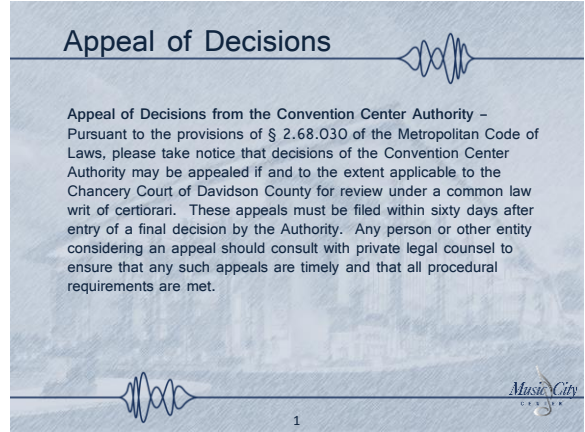 Appeal of Decisions
Appeal of Decisions from the Convention Center Authority –
Pursuant to the provisions of § 2.68.030 of the Metropolitan Code of
Laws, please take notice that decisions of the Convention Center
Authority may be appealed if and to the extent applicable to the
Chancery Court of Davidson County for review under a common law
writ of certiorari. These appeals must be filed within sixty days after
entry of a final decision by the Authority. Any person or other entity
considering an appeal should consult with private legal counsel to
ensure that any such appeals are timely and that all procedural
requirements are met.
Music City
CENTER
1